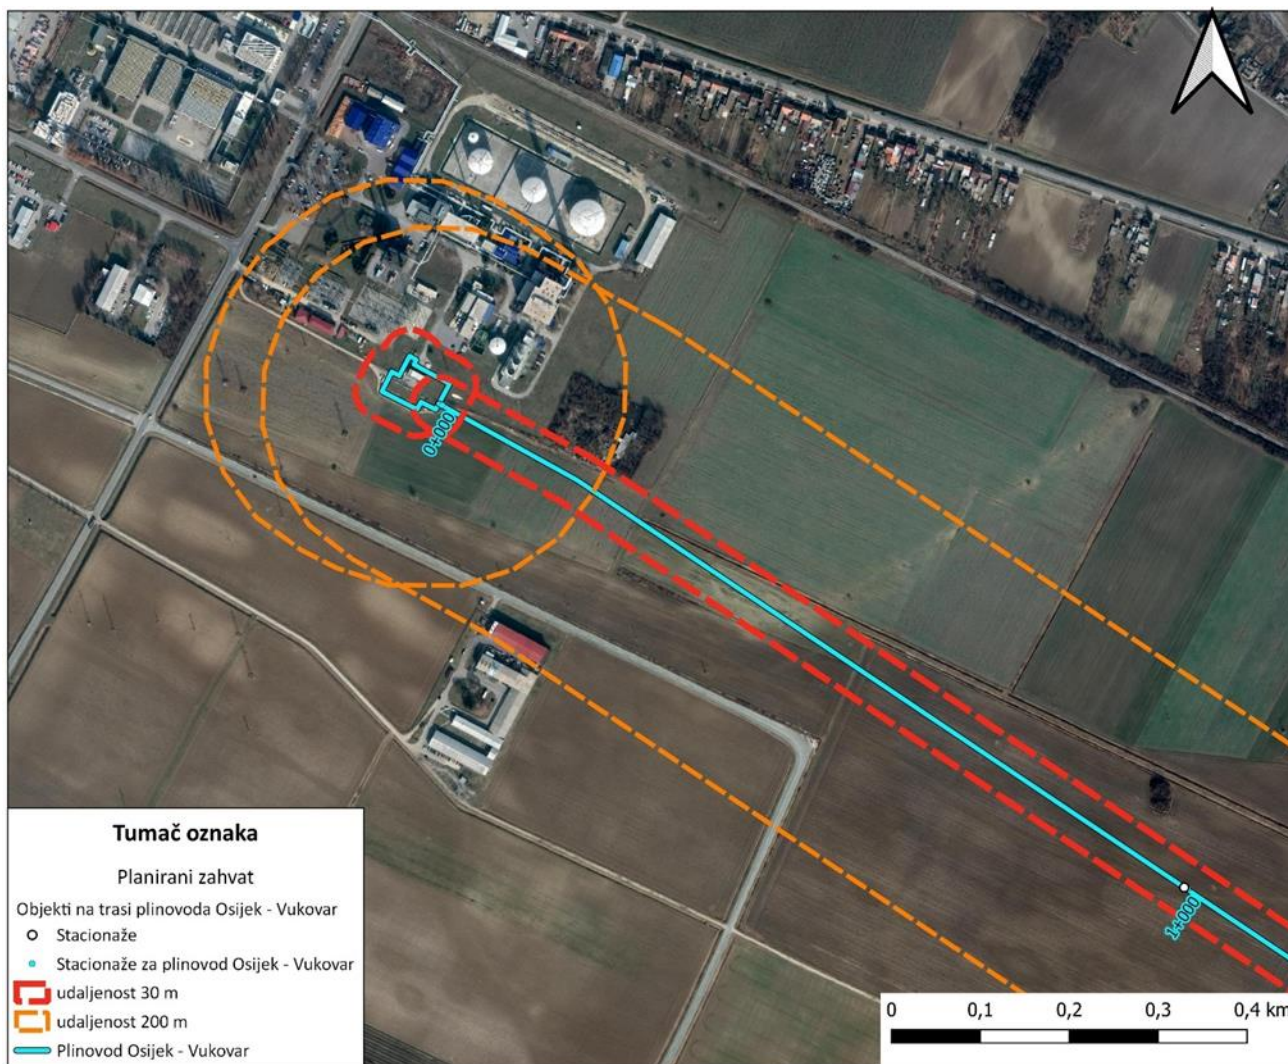 0+000
1+000
Tumač oznaka
Planirani zahvat
Objekti na trasi plinovoda Osijek - Vukovar
Stacionaže
Stacionaže za plinovod Osijek - Vukovar
udaljenost 30 m
udaljenost 200 m
Plinovod Osijek - Vukovar
0 0,1 0,2 0,3 0,4 km